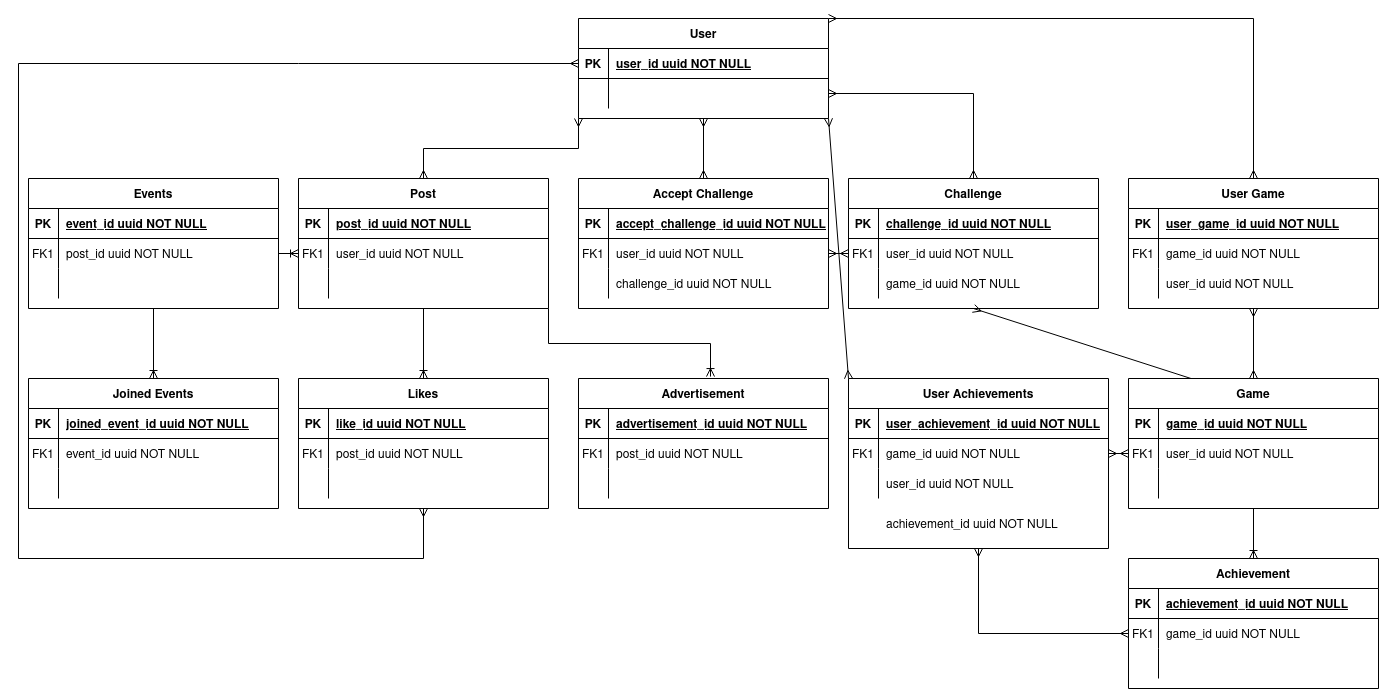 User
PK user_id uuid NOT NULL
Events
PK event_id uuid NOT NULL
FK1 post_id uuid NOT NULL
Post
PK post_id uuid NOT NULL
FK1 user_id uuid NOT NULL
Accept Challenge
PK accept_challenge_id uuid NOT NULL
FK1 user_id uuid NOT NULL
challenge_id uuid NOT NULL
Challenge
PK challenge_id uuid NOT NULL
FK1 user_id uuid NOT NULL
game_id uuid NOT NULL
User Game
PK user_game_id uuid NOT NULL
FK1 game_id uuid NOT NULL
user_id uuid NOT NULL
Joined Events
PK joined_event_id uuid NOT NULL
FK1 event_id uuid NOT NULL
Likes
PK like_id uuid NOT NULL
FK1 post_id uuid NOT NULL
Advertisement
PK advertisement_id uuid NOT NULL
FK1 post_id uuid NOT NULL
User Achievements
PK user_achievement_id uuid NOT NULL
FK1 game_id uuid NOT NULL
user_id uuid NOT NULL
achievement_id uuid NOT NULL
Game
PK game_id uuid NOT NULL
FK1 user_id uuid NOT NULL
Achievement
PK achievement_id uuid NOT NULL
FK1 game_id uuid NOT NULL